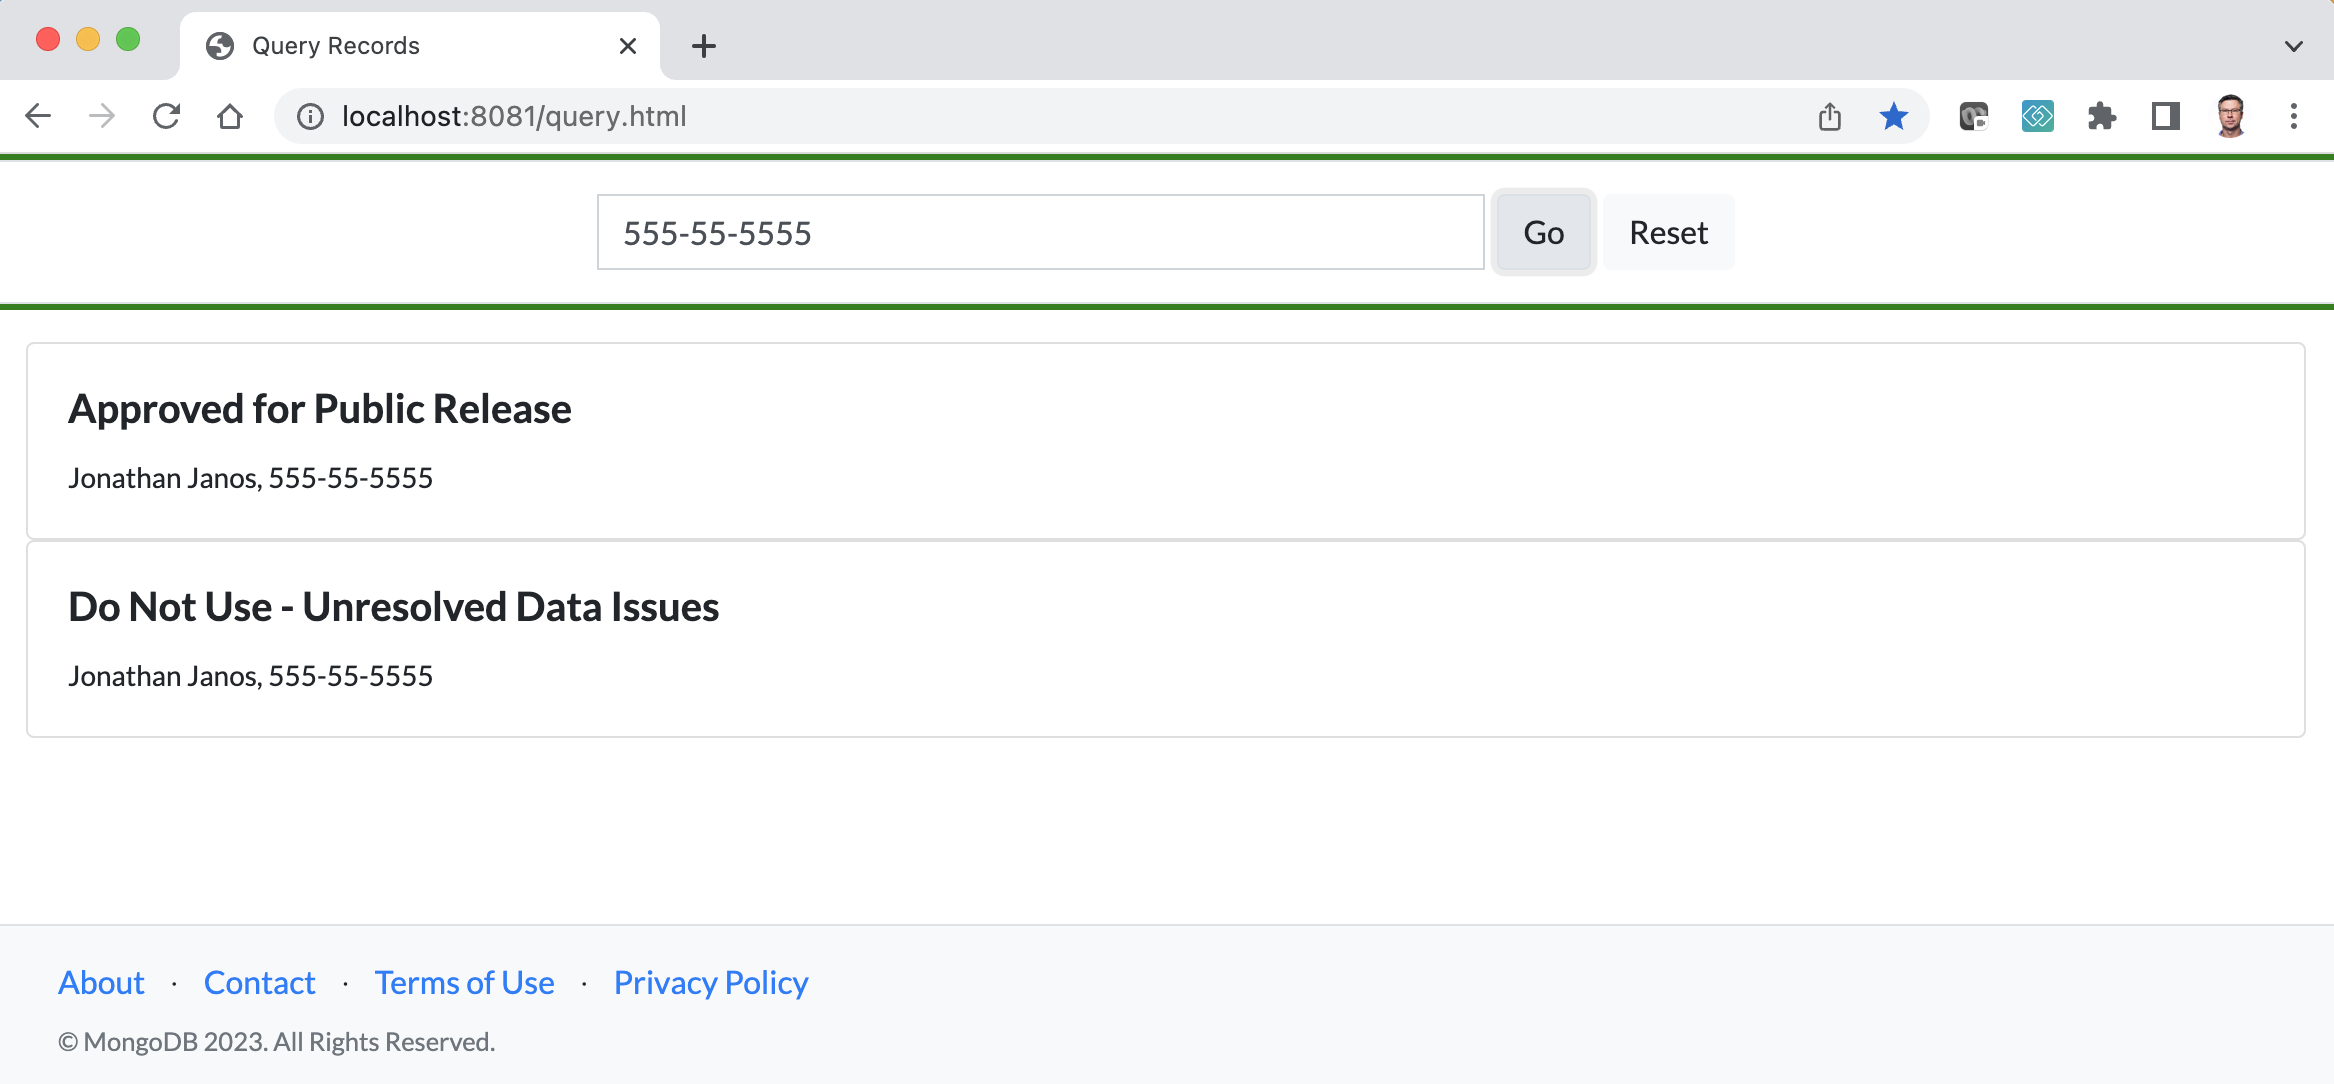 Query Records
localhost:8081/query.html
555-55-5555 Go Reset
Approved for Public Release
Jonathan Janos, 555-55-5555
Do Not Use - Unresolved Data Issues
Jonathan Janos, 555-55-5555
About · Contact · Terms of Use · Privacy Policy
© MongoDB 2023. All Rights Reserved.